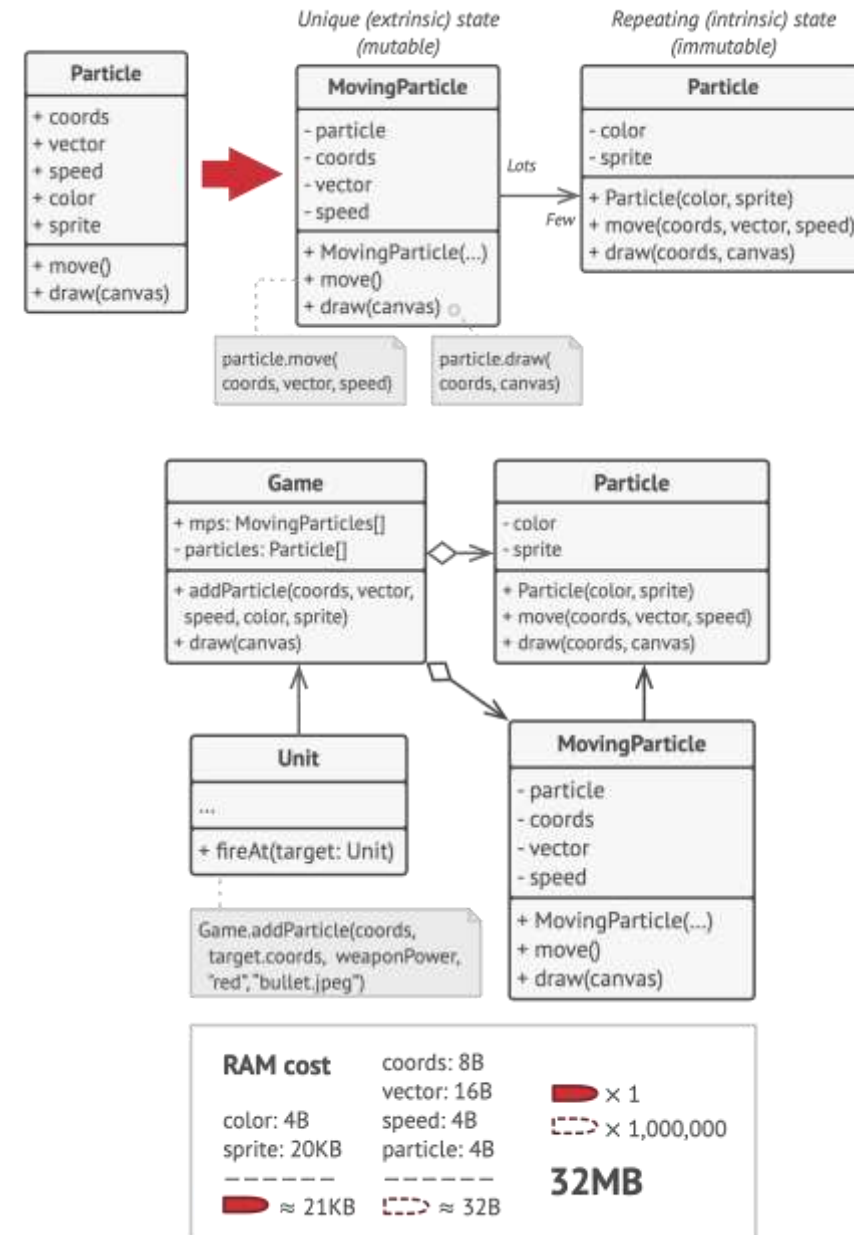 Unique (extrinsic) state
(mutable)
Repeating (intrinsic) state
(immutable)
Particle
+ coords
+ vector
+ speed
+ color
+ sprite
+ move()
+ draw(canvas)
MovingParticle
- particle
- coords
- vector
- speed
+ MovingParticle(...)
+ move()
+ draw(canvas)
Lots
Few
Particle
- color
- sprite
+ Particle(color, sprite)
+ move(coords, vector, speed)
+ draw(coords, canvas)
particle.move(
coords, vector, speed)
particle.draw(
coords, canvas)
Game
+ mps: MovingParticles[]
- particles: Particle[]
+ addParticle(coords, vector,
speed, color, sprite)
+ draw(canvas)
Particle
- color
- sprite
+ Particle(color, sprite)
+ move(coords, vector, speed)
+ draw(coords, canvas)
Unit
...
+ fireAt(target: Unit)
Game.addParticle(coords,
target.coords, weaponPower,
"red","bullet.jpeg")
MovingParticle
- particle
- coords
- vector
- speed
+ MovingParticle(...)
+ move()
+ draw(canvas)
RAM cost
color: 4B
sprite: 20KB
------
≈ 21KB
coords: 8B
vector: 16B
speed: 4B
particle: 4B
------
≈ 32B
× 1
× 1,000,000
32MB